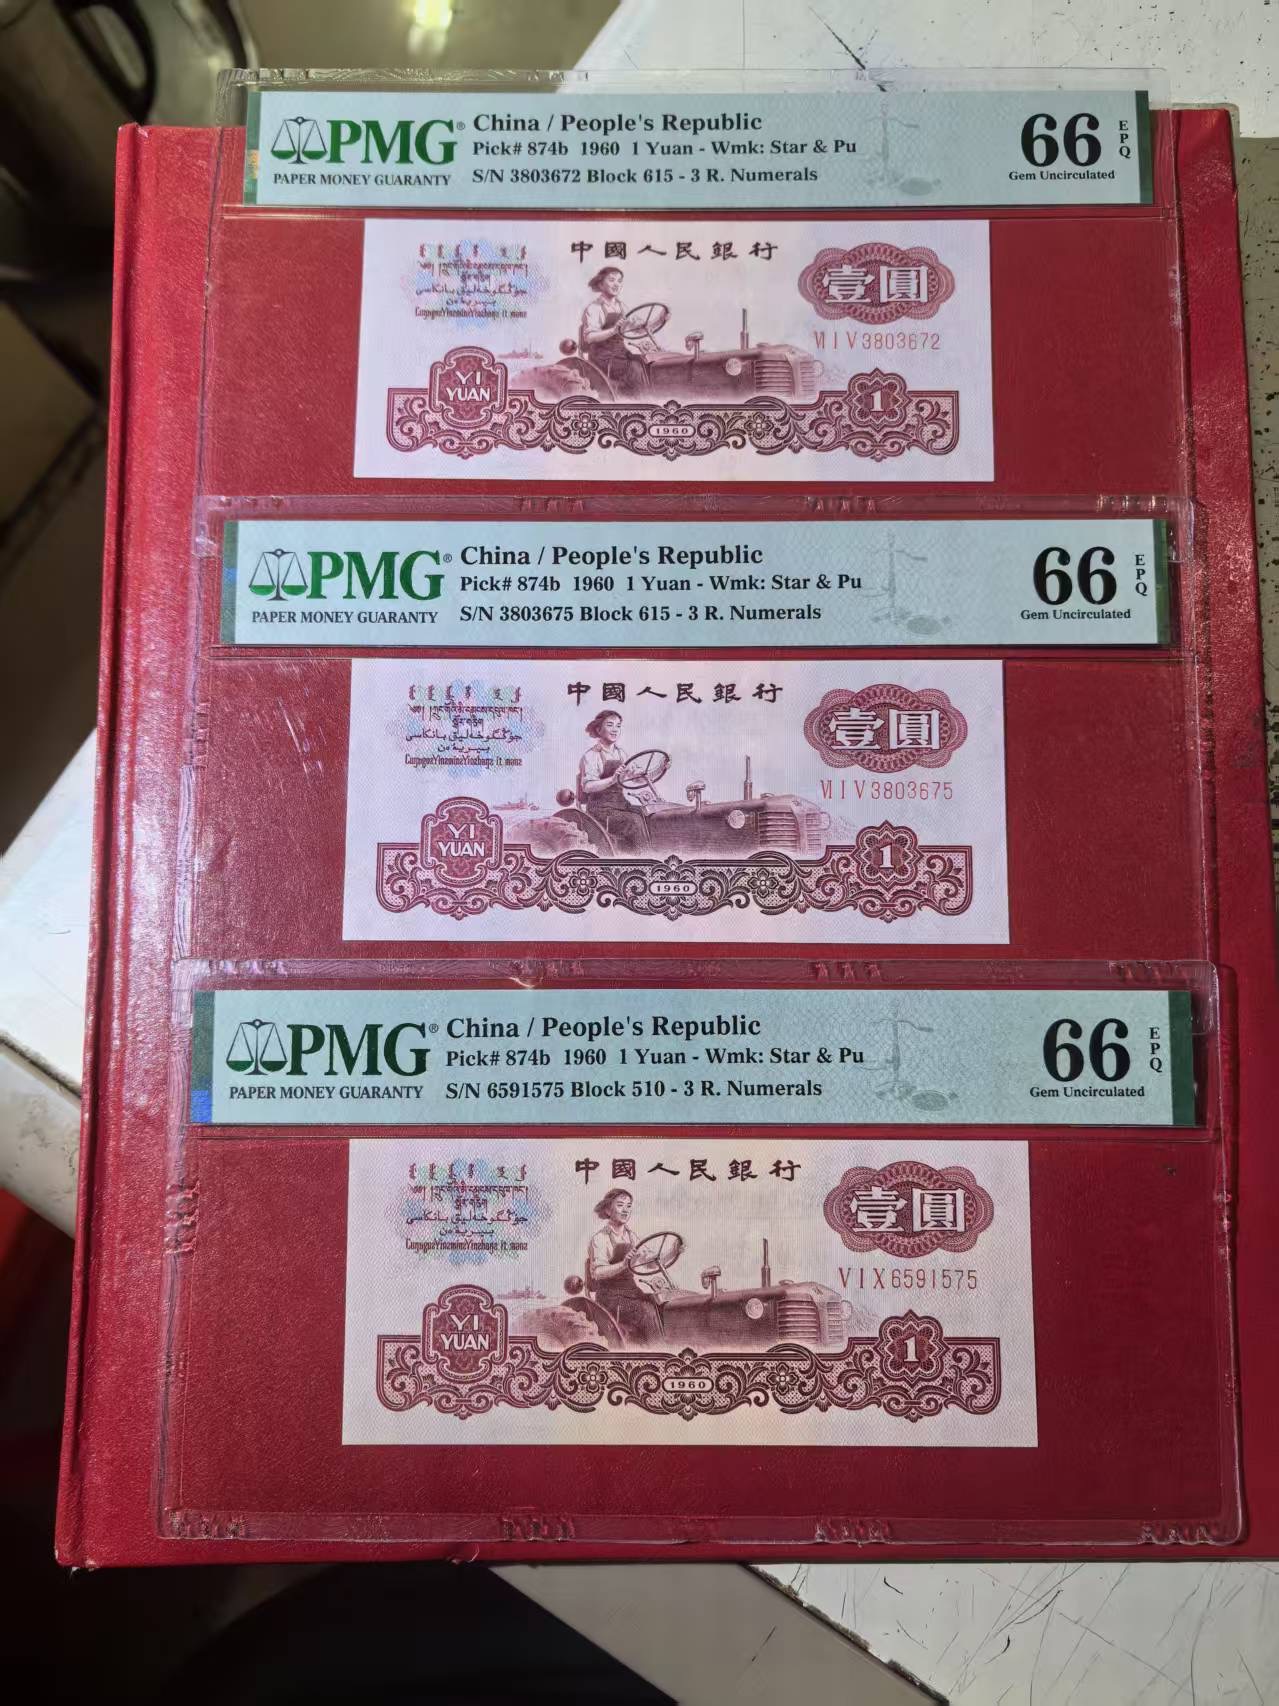 PMG®
PAPER MONEY GUARANTY
China / People's Republic
Pick# 874b 1960 1 Yuan - Wmk: Star & Pu
S/N 3803672 Block 615 - 3 R. Numerals
66 EPQ
Gem Uncirculated
中國人民銀行
壹圓
Ⅵ Ⅰ Ⅴ 3803672
YI
YUAN
1960
1
PMG®
PAPER MONEY GUARANTY
China / People's Republic
Pick# 874b 1960 1 Yuan - Wmk: Star & Pu
S/N 3803675 Block 615 - 3 R. Numerals
66 EPQ
Gem Uncirculated
中國人民銀行
壹圓
Ⅵ Ⅰ Ⅴ 3803675
YI
YUAN
1960
1
PMG®
PAPER MONEY GUARANTY
China / People's Republic
Pick# 874b 1960 1 Yuan - Wmk: Star & Pu
S/N 6591575 Block 510 - 3 R. Numerals
66 EPQ
Gem Uncirculated
中國人民銀行
壹圓
Ⅴ Ⅰ Ⅹ 6591575
YI
YUAN
1960
1